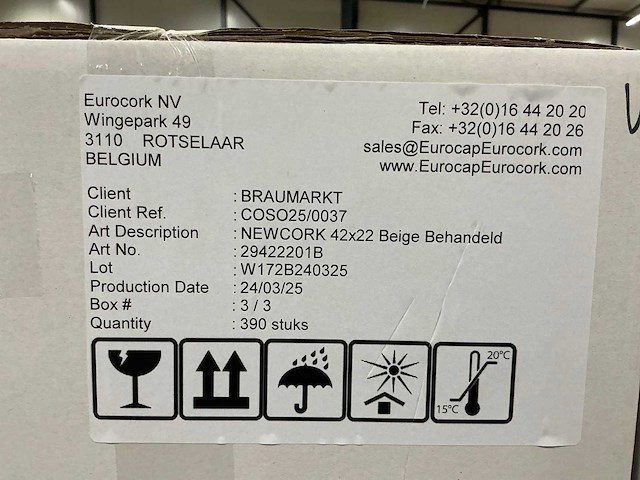 Eurocork NV
Wingepark 49
3110 ROTSELAAR
BELGIUM
Tel: +32(0)16 44 20 20
Fax: +32(0)16 44 20 26
sales@EurocapEurocork.com
www.EurocapEurocork.com
Client : BRAUMARKT
Client Ref. : COSO25/0037
Art Description : NEWCORK 42x22 Beige Behandeld
Art No. : 29422201B
Lot : W172B240325
Production Date : 24/03/25
Box # : 3 / 3
Quantity : 390 stuks
20°C
15°C